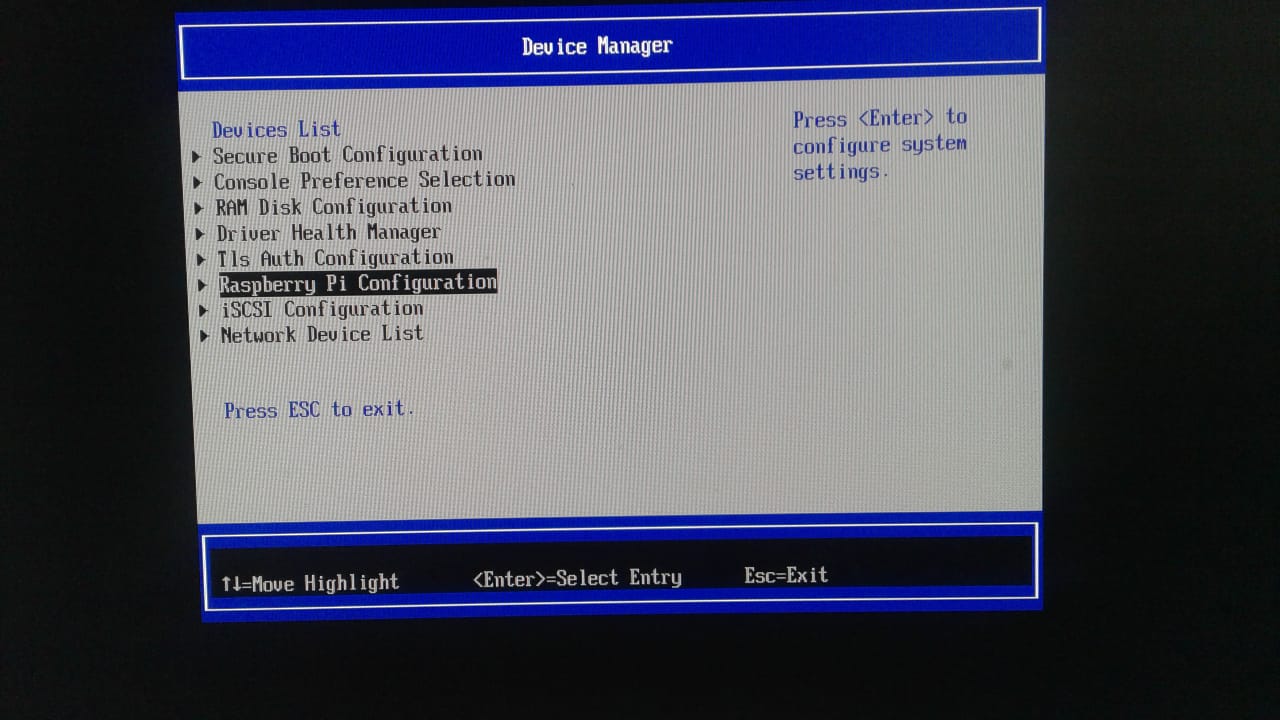 Device Manager
Devices List
Secure Boot Configuration
Console Preference Selection
RAM Disk Configuration
Driver Health Manager
Tls Auth Configuration
Raspberry Pi Configuration
iSCSI Configuration
Network Device List
Press ESC to exit.
Press <Enter> to
configure system
settings.
↑↓=Move Highlight
<Enter>=Select Entry
Esc=Exit